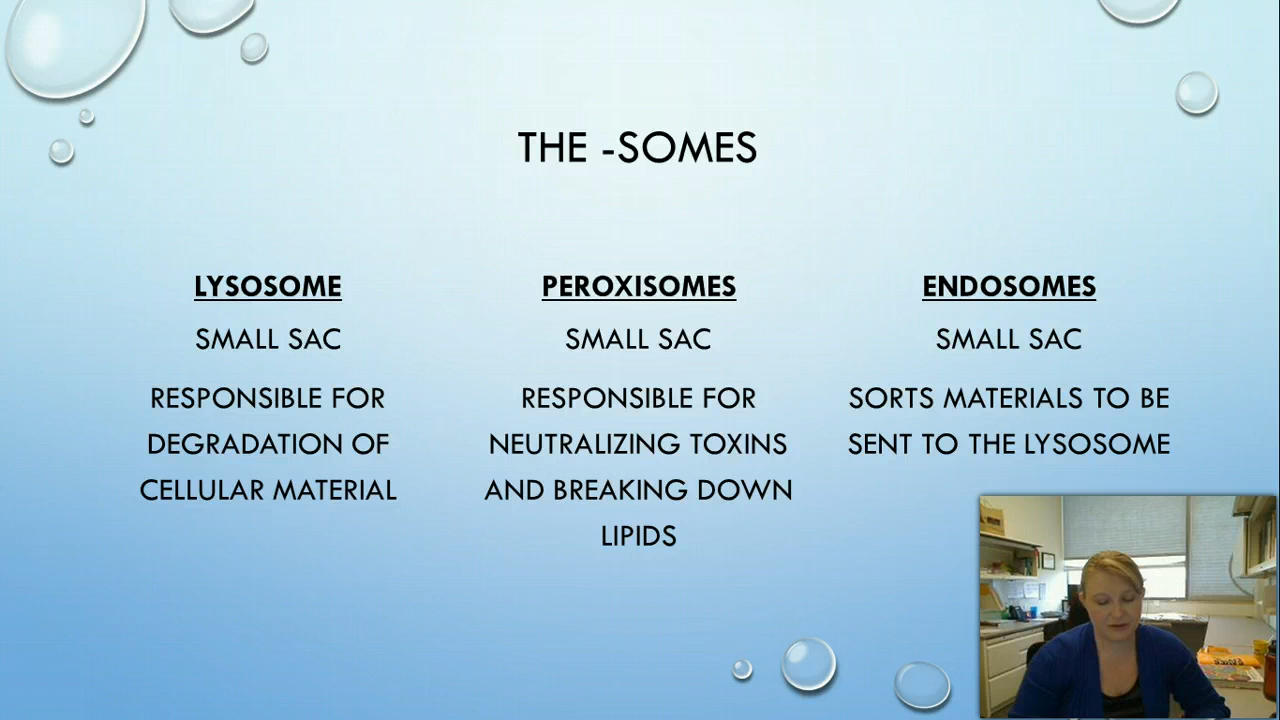 THE -SOMES
LYSOSOME
SMALL SAC
RESPONSIBLE FOR
DEGRADATION OF
CELLULAR MATERIAL
PEROXISOMES
SMALL SAC
RESPONSIBLE FOR
NEUTRALIZING TOXINS
AND BREAKING DOWN
LIPIDS
ENDOSOMES
SMALL SAC
SORTS MATERIALS TO BE
SENT TO THE LYSOSOME